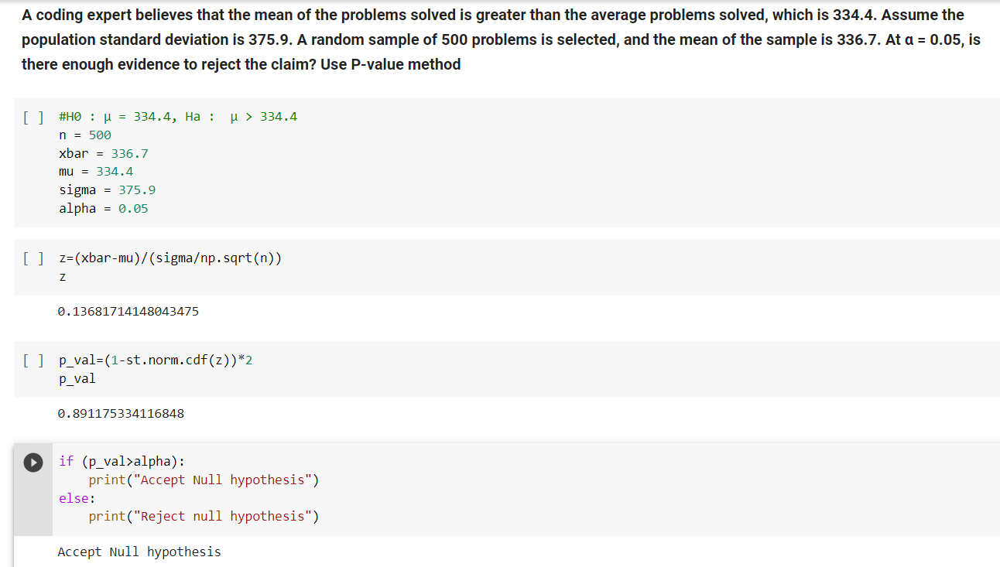 A coding expert believes that the mean of the problems solved is greater than the average problems solved, which is 334.4. Assume the
population standard deviation is 375.9. A random sample of 500 problems is selected, and the mean of the sample is 336.7. At α = 0.05, is
there enough evidence to reject the claim? Use P-value method
[ ] #H0 : μ = 334.4, Ha :  μ > 334.4
n = 500
xbar = 336.7
mu = 334.4
sigma = 375.9
alpha = 0.05
[ ] z=(xbar-mu)/(sigma/np.sqrt(n))
z
0.13681714148043475
[ ] p_val=(1-st.norm.cdf(z))*2
p_val
0.891175334116848
if (p_val>alpha):
    print("Accept Null hypothesis")
else:
    print("Reject null hypothesis")
Accept Null hypothesis